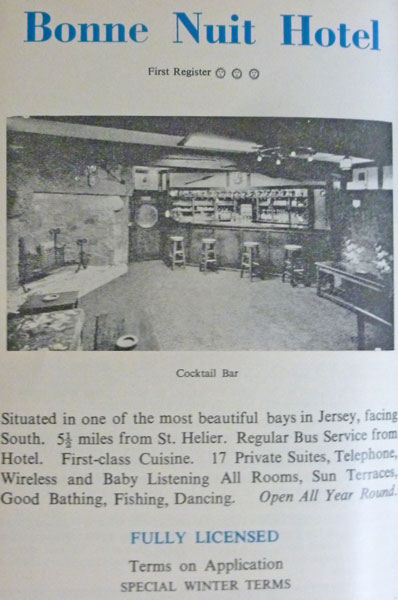 Bonne Nuit Hotel
First Register
Cocktail Bar
Situated in one of the most beautiful bays in Jersey, facing
South. 5½ miles from St. Helier. Regular Bus Service from
Hotel. First-class Cuisine. 17 Private Suites, Telephone,
Wireless and Baby Listening All Rooms, Sun Terraces,
Good Bathing, Fishing, Dancing. Open All Year Round.
FULLY LICENSED
Terms on Application
SPECIAL WINTER TERMS